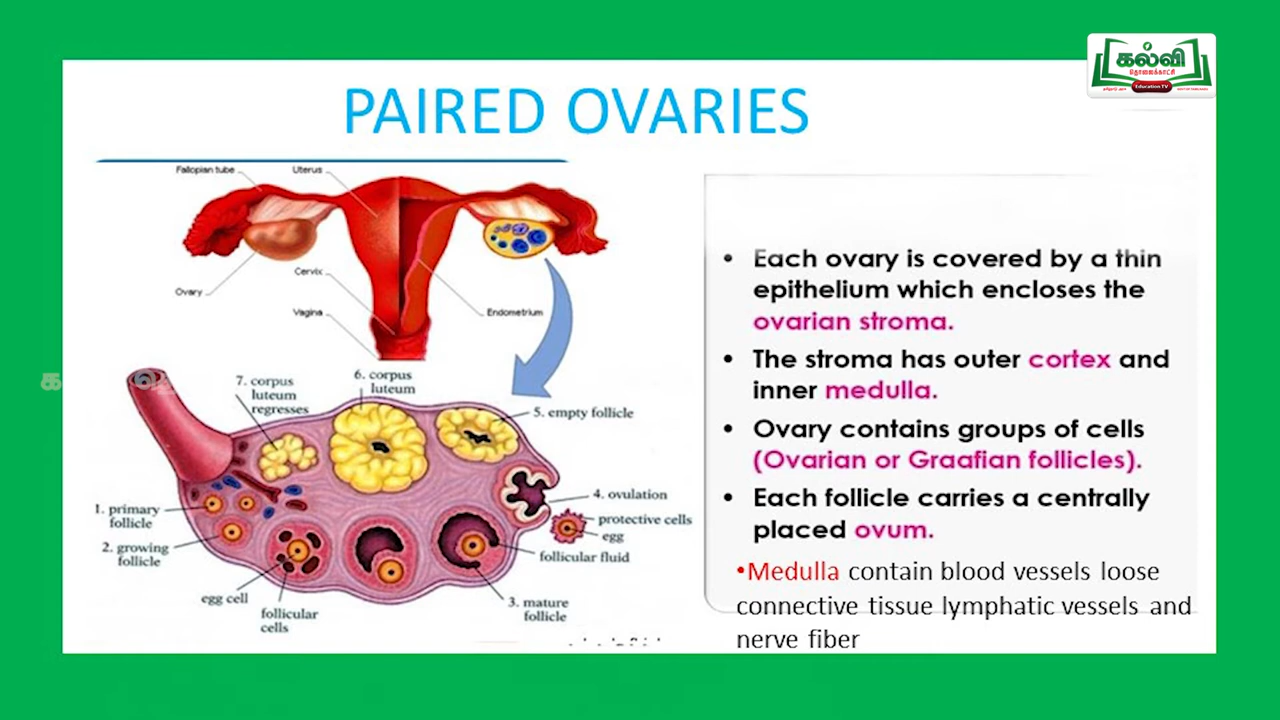 கல்வி
தொலைக்காட்சி
Education TV
PAIRED OVARIES
Fallopian tube
Uterus
Ovary
Cervix
Vagina
Endometrium
7. corpus
luteum
regresses
6. corpus
luteum
5. empty follicle
4. ovulation
protective cells
egg
follicular fluid
3. mature
follicle
1. primary
follicle
2. growing
follicle
egg cell
follicular
cells
• Each ovary is covered by a thin
epithelium which encloses the
ovarian stroma.
• The stroma has outer cortex and
inner medulla.
• Ovary contains groups of cells
(Ovarian or Graafian follicles).
• Each follicle carries a centrally
placed ovum.
•Medulla contain blood vessels loose
connective tissue lymphatic vessels and
nerve fiber